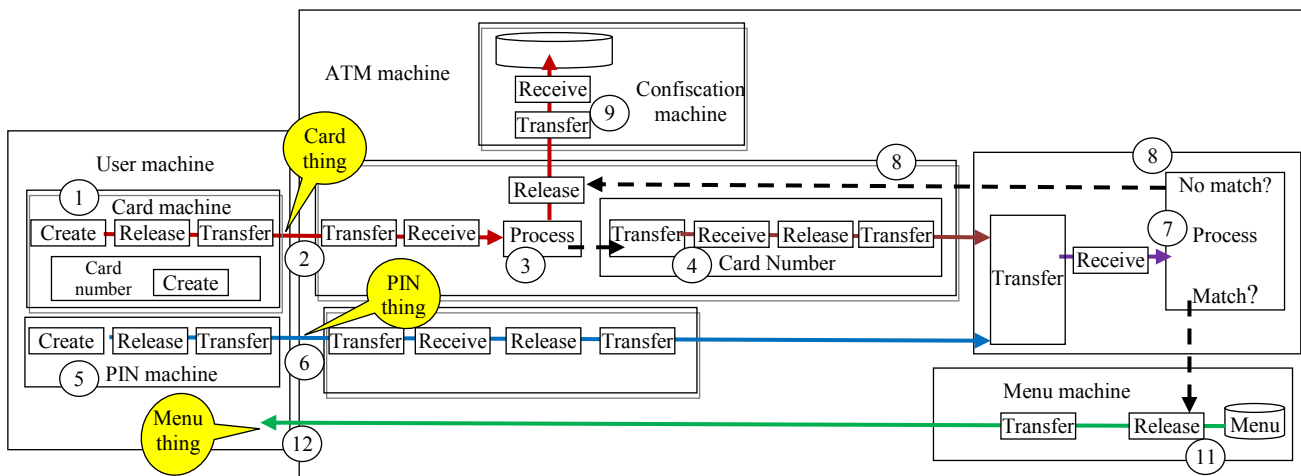 ATM machine
Receive
Confiscation
machine
9
Transfer
User machine
Card
thing
8
8
1
Card machine
Release
No match?
Create
Release
Transfer
Transfer
Receive
Process
Transfer
Receive
Release
Transfer
7
Process
2
3
4
Card Number
Transfer
Receive
Card
number
Create
PIN
thing
Match?
Create
Release
Transfer
Transfer
Receive
Release
Transfer
5
PIN machine
6
Menu machine
Menu
thing
12
Transfer
Release
Menu
11